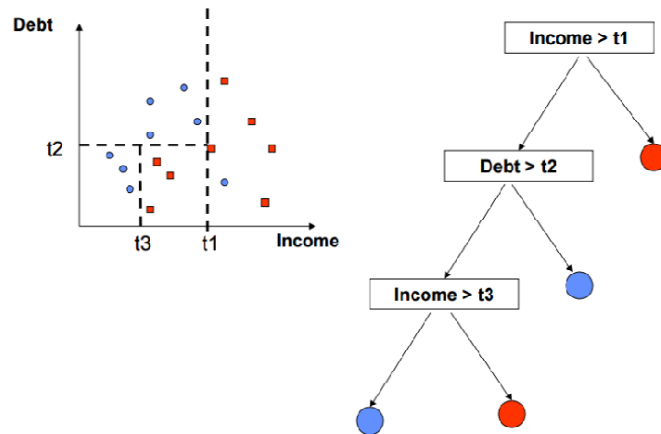 Debt
t2
t3
t1
Income
Income > t1
Debt > t2
Income > t3